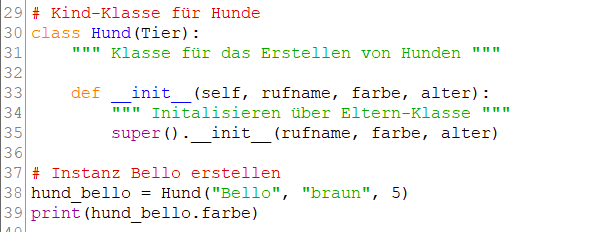 29 # Kind-Klasse für Hunde
30 class Hund(Tier):
31     """ Klasse für das Erstellen von Hunden """
32
33     def __init__(self, rufname, farbe, alter):
34         """ Initalisieren über Eltern-Klasse """
35         super().__init__(rufname, farbe, alter)
36
37 # Instanz Bello erstellen
38 hund_bello = Hund("Bello", "braun", 5)
39 print(hund_bello.farbe)